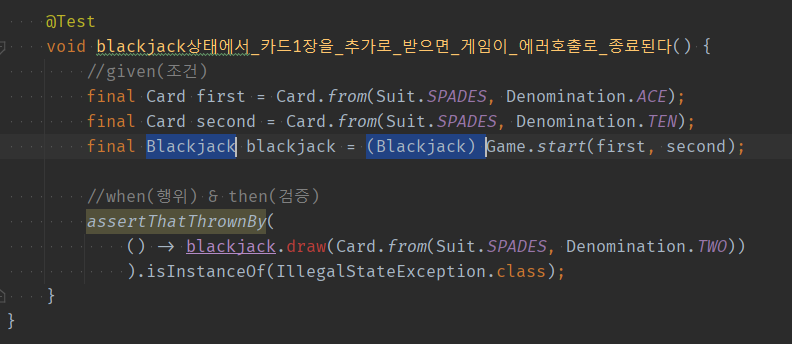 @Test
void blackjack상태에서_카드1장을_추가로_받으면_게임이_에러호출로_종료된다() {
//given(조건)
final Card first = Card.from(Suit.SPADES, Denomination.ACE);
final Card second = Card.from(Suit.SPADES, Denomination.TEN);
final Blackjack blackjack = (Blackjack) Game.start(first, second);
//when(행위) & then(검증)
assertThatThrownBy(
() -> blackjack.draw(Card.from(Suit.SPADES, Denomination.TWO))
).isInstanceOf(IllegalStateException.class);
}
}